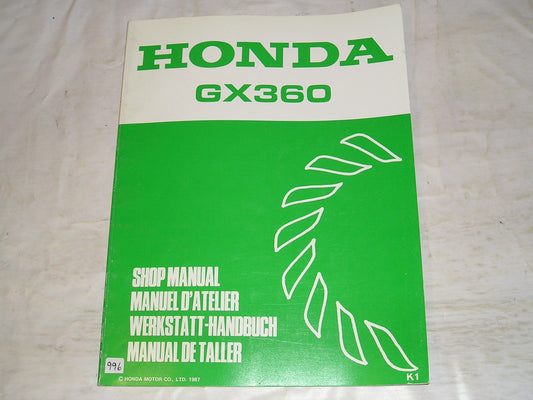 HONDA
GX360
SHOP MANUAL
MANUEL D'ATELIER
WERKSTATT-HANDBUCH
MANUAL DE TALLER
996
© HONDA MOTOR CO., LTD. 1987
K1